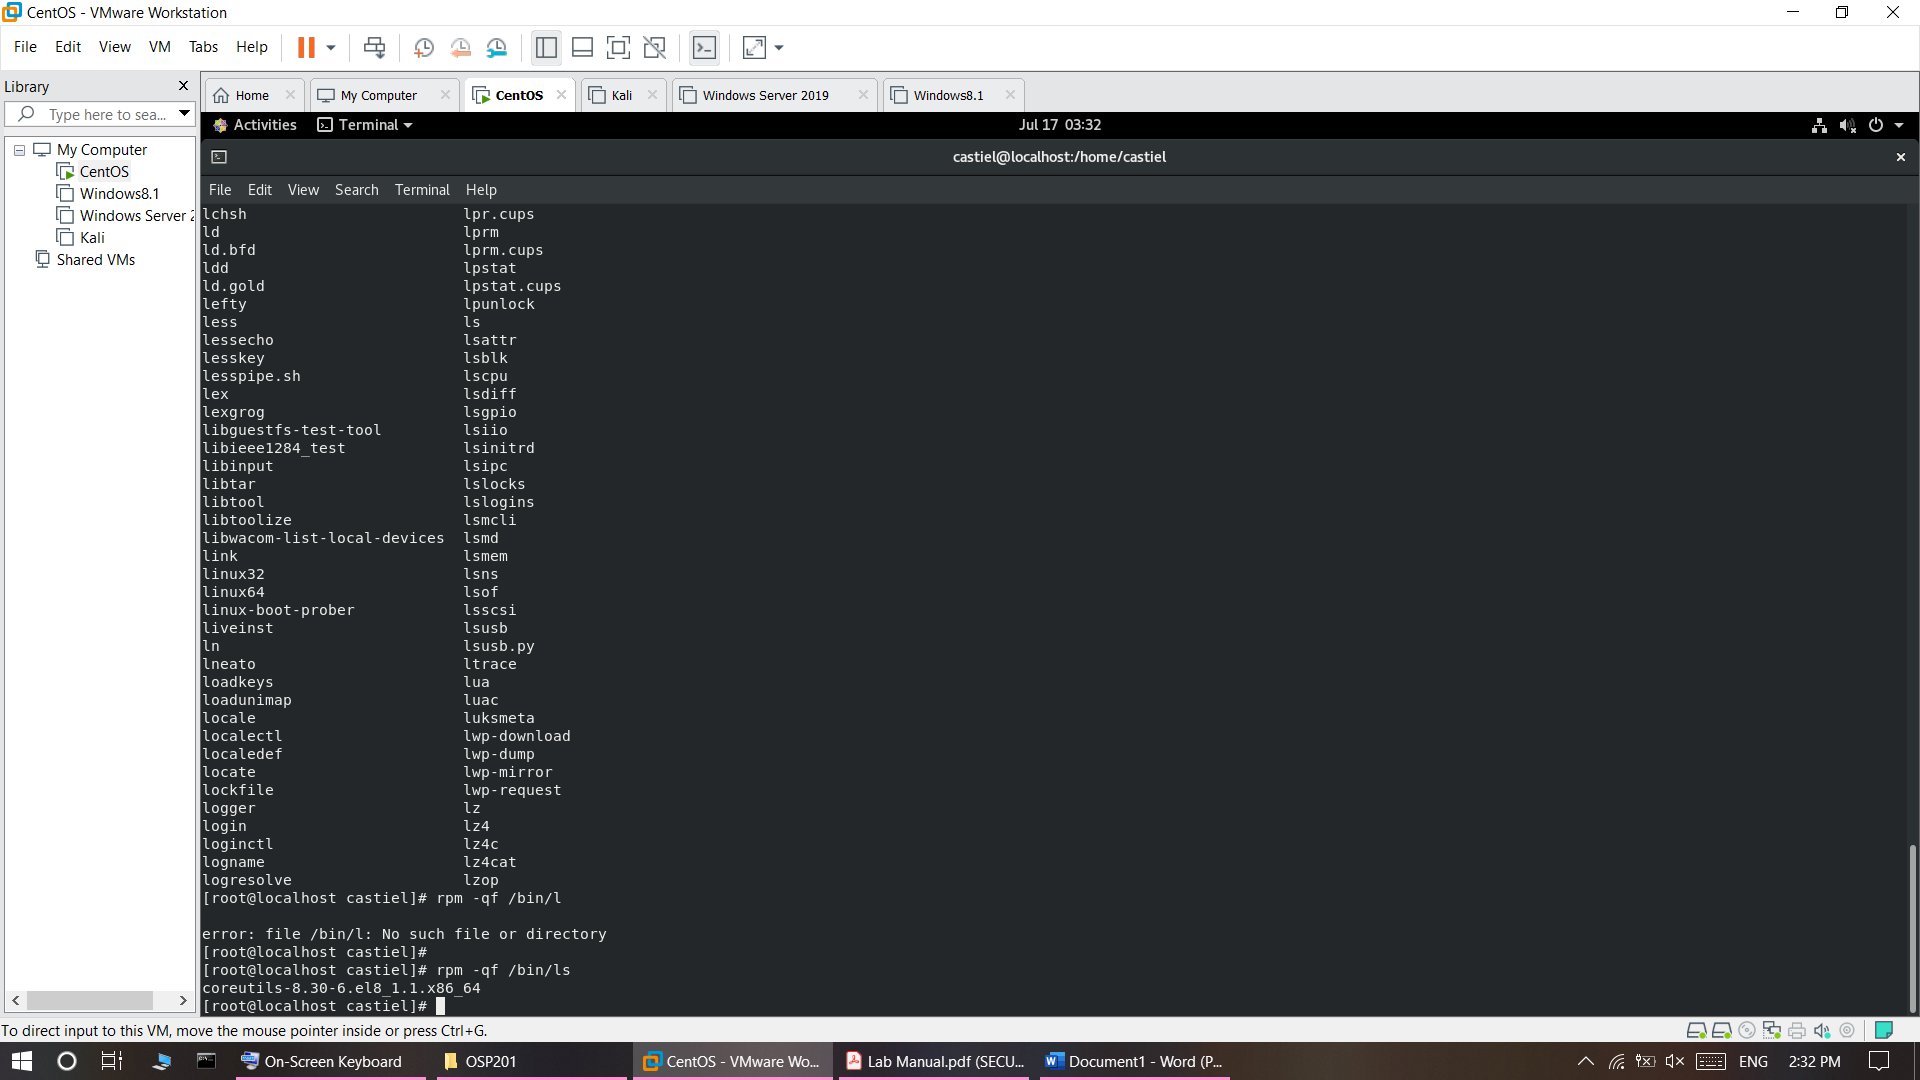 CentOS - VMware Workstation
File Edit View VM Tabs Help
Library
Type here to sea...
My Computer
CentOS
Windows8.1
Windows Server 2
Kali
Shared VMs
Home My Computer CentOS Kali Windows Server 2019 Windows8.1
Activities Terminal Jul 17 03:32
castiel@localhost:/home/castiel
File Edit View Search Terminal Help
lchsh lpr.cups
ld lprm
ld.bfd lprm.cups
ldd lpstat
ld.gold lpstat.cups
lefty lpunlock
less ls
lessecho lsattr
lesskey lsblk
lesspipe.sh lscpu
lex lsdiff
lexgrog lsgpio
libguestfs-test-tool lsiio
libieee1284_test lsinitrd
libinput lsipc
libtar lslocks
libtool lslogins
libtoolize lsmcli
libwacom-list-local-devices lsmd
link lsmem
linux32 lsns
linux64 lsof
linux-boot-prober lsscsi
liveinst lsusb
ln lsusb.py
lneato ltrace
loadkeys lua
loadunimap luac
locale luksmeta
localectl lwp-download
localedef lwp-dump
locate lwp-mirror
lockfile lwp-request
logger lz
login lz4
loginctl lz4c
logname lz4cat
logresolve lzop
[root@localhost castiel]# rpm -qf /bin/l
error: file /bin/l: No such file or directory
[root@localhost castiel]#
[root@localhost castiel]# rpm -qf /bin/ls
coreutils-8.30-6.el8_1.1.x86_64
[root@localhost castiel]#
To direct input to this VM, move the mouse pointer inside or press Ctrl+G.
On-Screen Keyboard OSP201 CentOS - VMware Wo... Lab Manual.pdf (SECU... Document1 - Word (P... ENG 2:32 PM